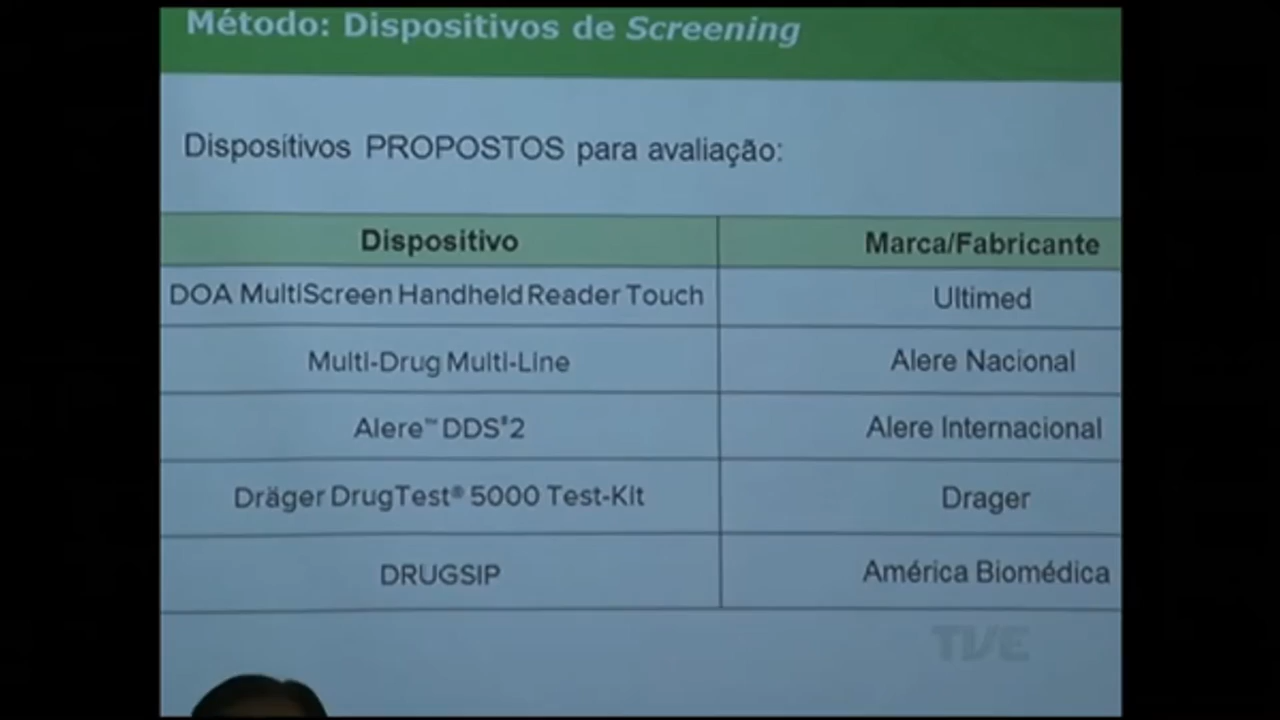 Método: Dispositivos de Screening
Dispositivos PROPOSTOS para avaliação:
Dispositivo Marca/Fabricante
DOA MultiScreen Handheld Reader Touch Ultimed
Multi-Drug Multi-Line Alere Nacional
Alere™ DDS®2 Alere Internacional
Dräger DrugTest® 5000 Test-Kit Drager
DRUGSIP América Biomédica
TVE